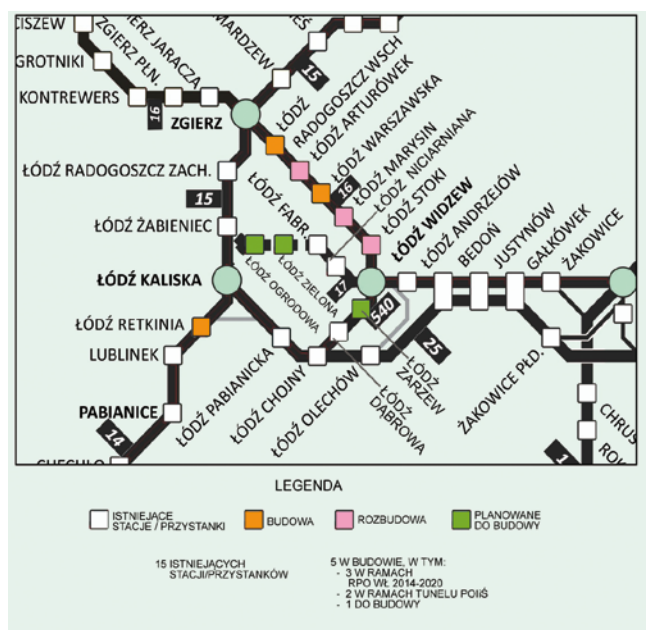 CISZEW
ZGIERZ PŁN.
ZGIERZ JARACZA
MARDZEW
GROTNIKI
KONTREWERS
16
15
ZGIERZ
ŁÓDŹ
RADOGOSZCZ WSCH
ŁÓDŹ ARTURÓWEK
ŁÓDŹ WARSZAWSKA
16
ŁÓDŹ MARYSIN
ŁÓDŹ NICIARNIANA
ŁÓDŹ STOKI
ŁÓDŹ WIDZEW
ŁÓDŹ ANDRZEJÓW
BEDOŃ
JUSTYNÓW
GAŁKÓWEK
ŻAKOWICE
ŁÓDŹ RADOGOSZCZ ZACH.
15
ŁÓDŹ FABR.
ŁÓDŹ ŻABIENIEC
ŁÓDŹ KALISKA
ŁÓDŹ OGRODOWA
ŁÓDŹ ZIELONA
17
540
ŁÓDŹ RETKINIA
LUBLINEK
PABIANICE
14
ŁÓDŹ PABIANICKA
ŁÓDŹ CHOJNY
ŁÓDŹ OLECHÓW
ŁÓDŹ
DĄBROWA
ŁÓDŹ
ZARZEW
25
ŻAKOWICE PŁD.
CHRUS
ROK
1
CHECHŁO
LEGENDA
ISTNIEJĄCE
STACJE / PRZYSTANKI
BUDOWA
ROZBUDOWA
PLANOWANE
DO BUDOWY
15 ISTNIEJĄCYCH
STACJI/PRZYSTANKÓW
5 W BUDOWIE, W TYM:
- 3 W RAMACH
RPO WŁ 2014-2020
- 2 W RAMACH TUNELU POIIŚ
- 1 DO BUDOWY